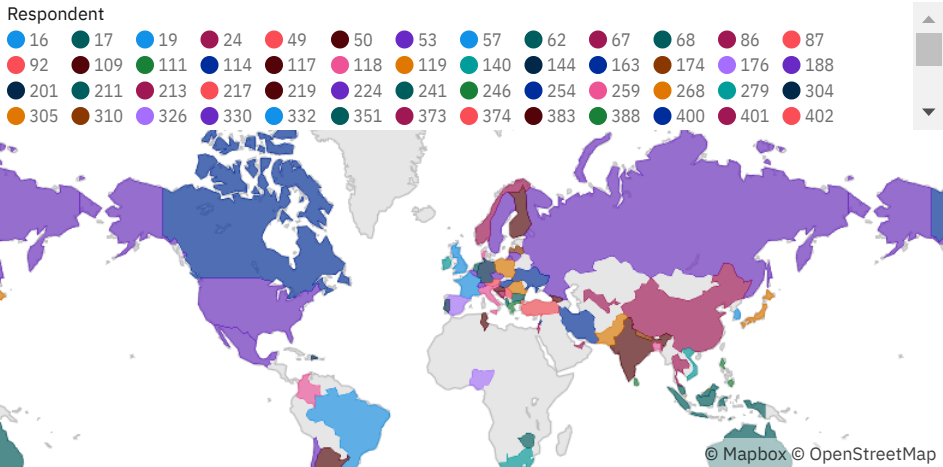 Respondent
16 17 19 24 49 50 53 57 62 67 68 86 87
92 109 111 114 117 118 119 140 144 163 174 176 188
201 211 213 217 219 224 241 246 254 259 268 279 304
305 310 326 330 332 351 373 374 383 388 400 401 402
© Mapbox © OpenStreetMap